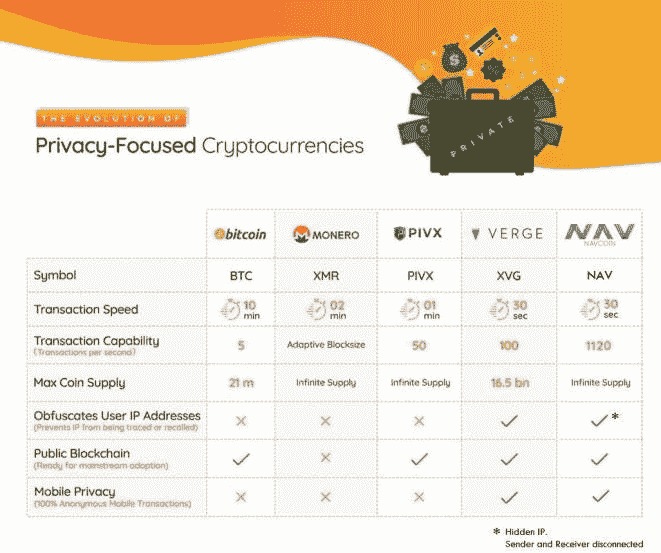 THE EVOLUTION OF
Privacy-Focused Cryptocurrencies
PRIVATE
bitcoin MONERO PIVX VERGE NAV
NAVCOIN
Symbol BTC XMR PIVX XVG NAV
Transaction Speed 10 min 02 min 01 min 30 sec 30 sec
Transaction Capability 5 Adaptive Blocksize 50 100 1120
(Transactions per second)
Max Coin Supply 21 m Infinite Supply Infinite Supply 16.5 bn Infinite Supply
Obfuscates User IP Addresses
(Prevents IP from being traced or recalled)
*
Public Blockchain
(Ready for mainstream adoption)
Mobile Privacy
(100% Anonymous Mobile Transactions)
* Hidden IP.
Sender and Receiver disconnected